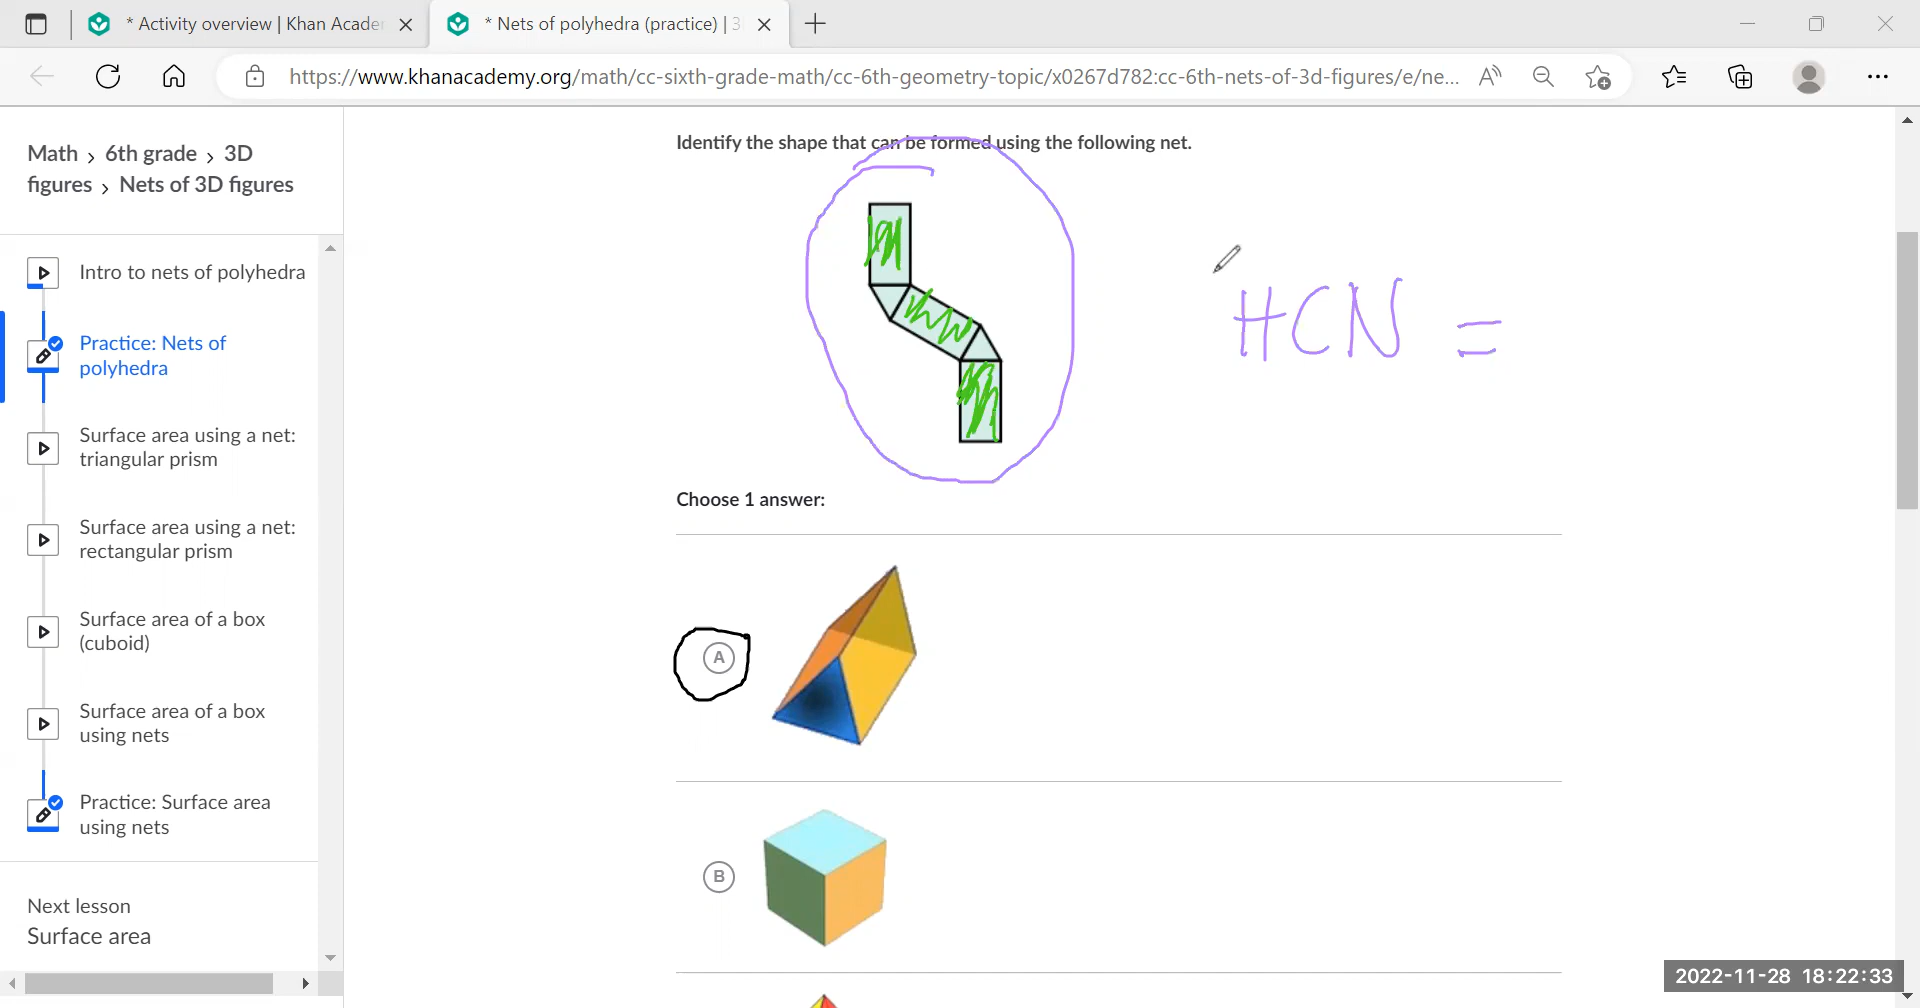 * Activity overview | Khan Acade
* Nets of polyhedra (practice) | 3
https://www.khanacademy.org/math/cc-sixth-grade-math/cc-6th-geometry-topic/x0267d782:cc-6th-nets-of-3d-figures/e/ne...
Math › 6th grade › 3D
figures › Nets of 3D figures
Intro to nets of polyhedra
Practice: Nets of
polyhedra
Surface area using a net:
triangular prism
Surface area using a net:
rectangular prism
Surface area of a box
(cuboid)
Surface area of a box
using nets
Practice: Surface area
using nets
Next lesson
Surface area
Identify the shape that can be formed using the following net.
HCN =
Choose 1 answer:
A
B
2022-11-28 18:22:33